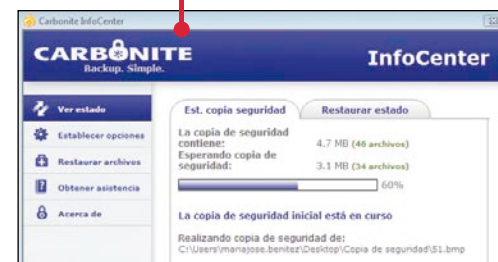 Carbonite InfoCenter
CARBONITE
Backup. Simple.
InfoCenter
Ver estado
Establecer opciones
Restaurar archivos
Obtener asistencia
Acerca de
Est. copia seguridad
Restaurar estado
La copia de seguridad
contiene:
4.7 MB (46 archivos)
Esperando copia de
seguridad:
3.1 MB (34 archivos)
60%
La copia de seguridad inicial está en curso
Realizando copia de seguridad de:
C:\Users\mariajose.benitez\Desktop\Copia de seguridad\51.bmp